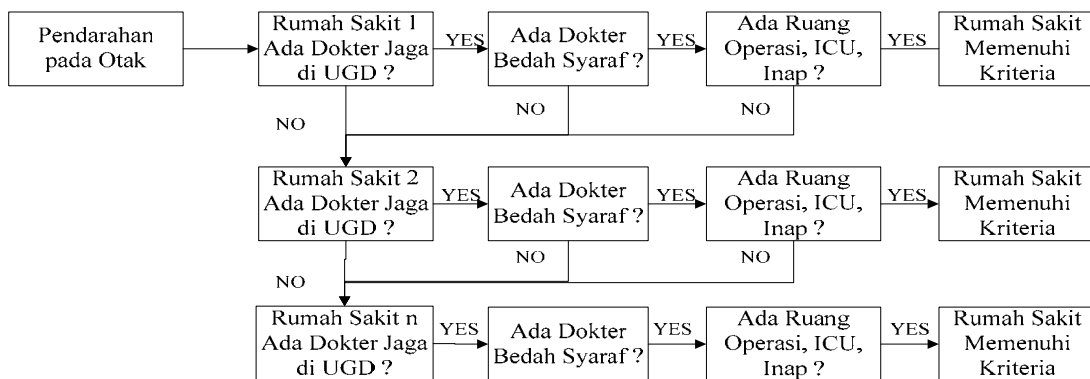 Pendarahan
pada Otak
Rumah Sakit 1
Ada Dokter Jaga
di UGD ?
YES
Ada Dokter
Bedah Syaraf ?
YES
Ada Ruang
Operasi, ICU,
Inap ?
YES
Rumah Sakit
Memenuhi
Kriteria
NO
NO
NO
Rumah Sakit 2
Ada Dokter Jaga
di UGD ?
YES
Ada Dokter
Bedah Syaraf ?
YES
Ada Ruang
Operasi, ICU,
Inap ?
YES
Rumah Sakit
Memenuhi
Kriteria
NO
NO
NO
Rumah Sakit n
Ada Dokter Jaga
di UGD ?
YES
Ada Dokter
Bedah Syaraf ?
YES
Ada Ruang
Operasi, ICU,
Inap ?
YES
Rumah Sakit
Memenuhi
Kriteria